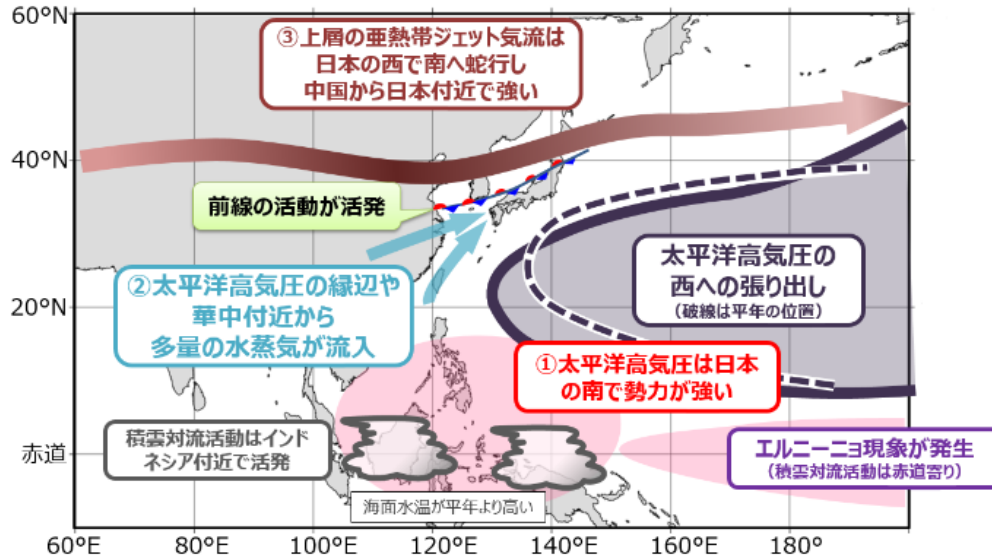 60°N
③上層の亜熱帯ジェット気流は
日本の西で南へ蛇行し
中国から日本付近で強い
40°N
前線の活動が活発
太平洋高気圧の
西への張り出し
（破線は平年の位置）
②太平洋高気圧の縁辺や
華中付近から
多量の水蒸気が流入
20°N
①太平洋高気圧は日本
の南で勢力が強い
積雲対流活動はインド
ネシア付近で活発
エルニーニョ現象が発生
（積雲対流活動は赤道寄り）
赤道
海面水温が平年より高い
60°E
80°E
100°E
120°E
140°E
160°E
180°